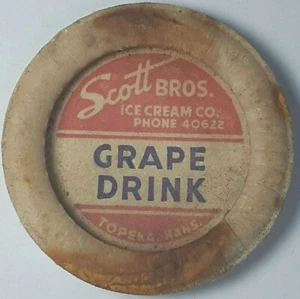 Scott BROS.
ICE CREAM CO.
PHONE 40622
GRAPE
DRINK
TOPEKA, KANS.